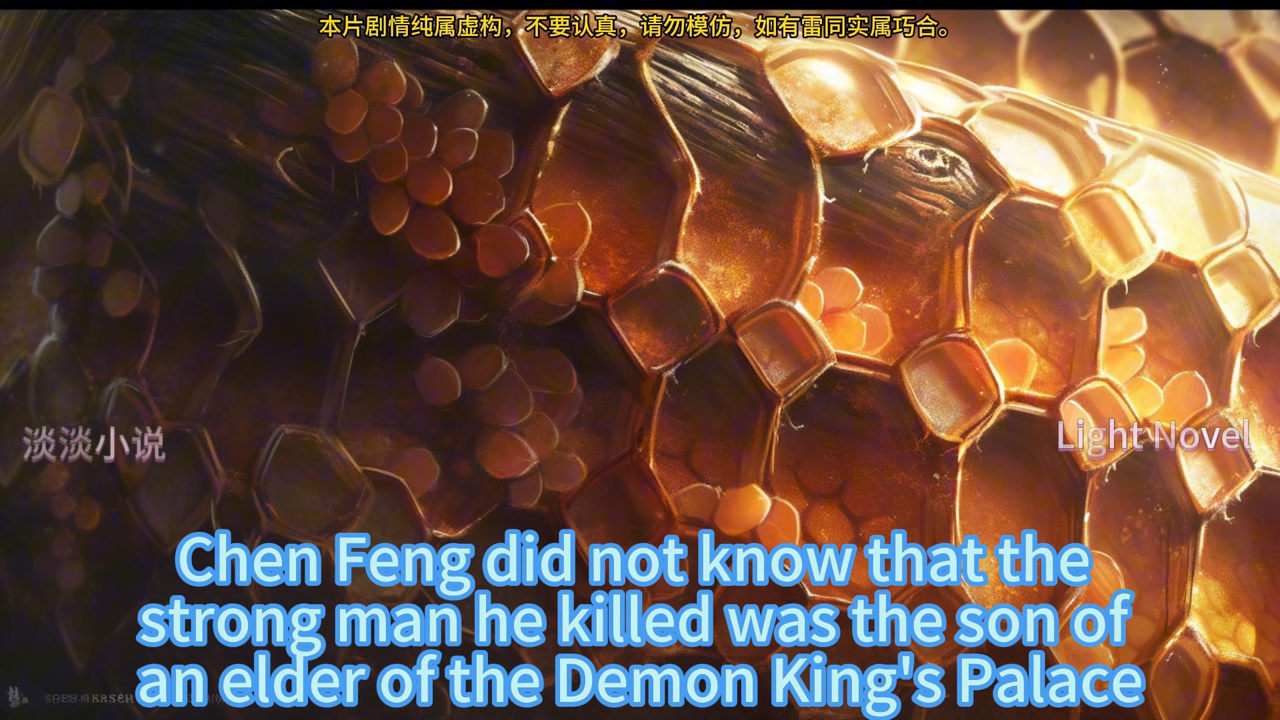 本片剧情纯属虚构，不要认真，请勿模仿，如有雷同实属巧合。
淡淡小说
Light Novel
Chen Feng did not know that the
strong man he killed was the son of
an elder of the Demon King's Palace